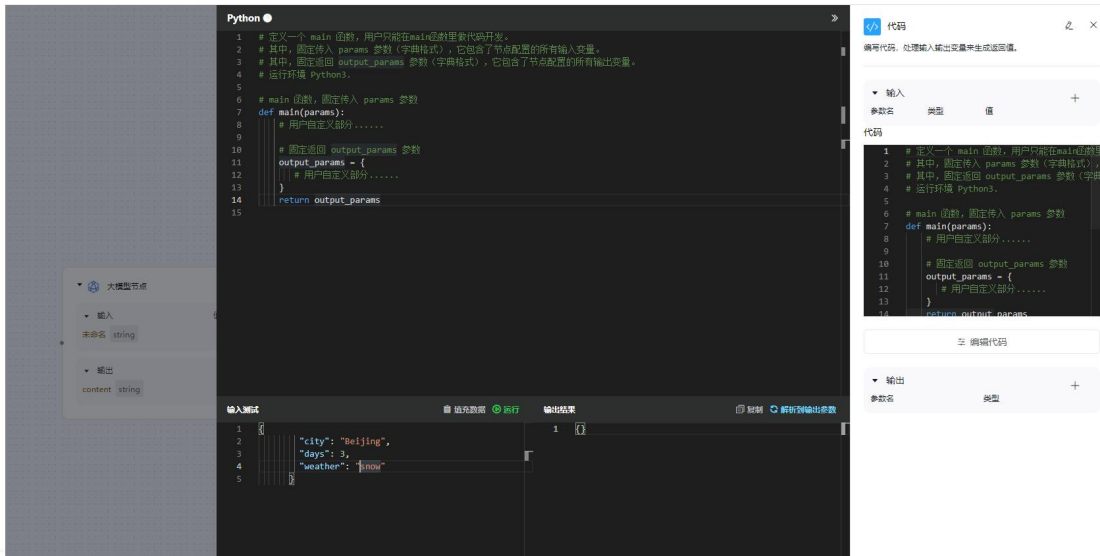 Python
1 # 定义一个 main 函数，用户只能在main函数里做代码开发。
2 # 其中，固定传入 params 参数（字典格式），它包含了节点配置的所有输入变量。
3 # 其中，固定返回 output_params 参数（字典格式），它包含了节点配置的所有输出变量。
4 # 运行环境 Python3.
5
6 # main 函数，固定传入 params 参数
7 def main(params):
8 # 用户自定义部分......
9
10 # 固定返回 output_params 参数
11 output_params = {
12 # 用户自定义部分......
13 }
14 return output_params
15
大模型节点
输入
未命名 string
输出
content string
输入测试 填充数据 运行
1 {
2 "city": "Beijing",
3 "days": 3,
4 "weather": "snow"
5 }
输出结果 复制 解析到输出参数
1 {}
代码
编写代码，处理输入输出变量来生成返回值。
输入
参数名 类型 值
代码
1 # 定义一个 main 函数，用户只能在main函数里
2 # 其中，固定传入 params 参数（字典格式），
3 # 其中，固定返回 output_params 参数（字典
4 # 运行环境 Python3.
5
6 # main 函数，固定传入 params 参数
7 def main(params):
8 # 用户自定义部分......
9
10 # 固定返回 output_params 参数
11 output_params = {
12 # 用户自定义部分......
13 }
14 return output_params
编辑代码
输出
参数名 类型